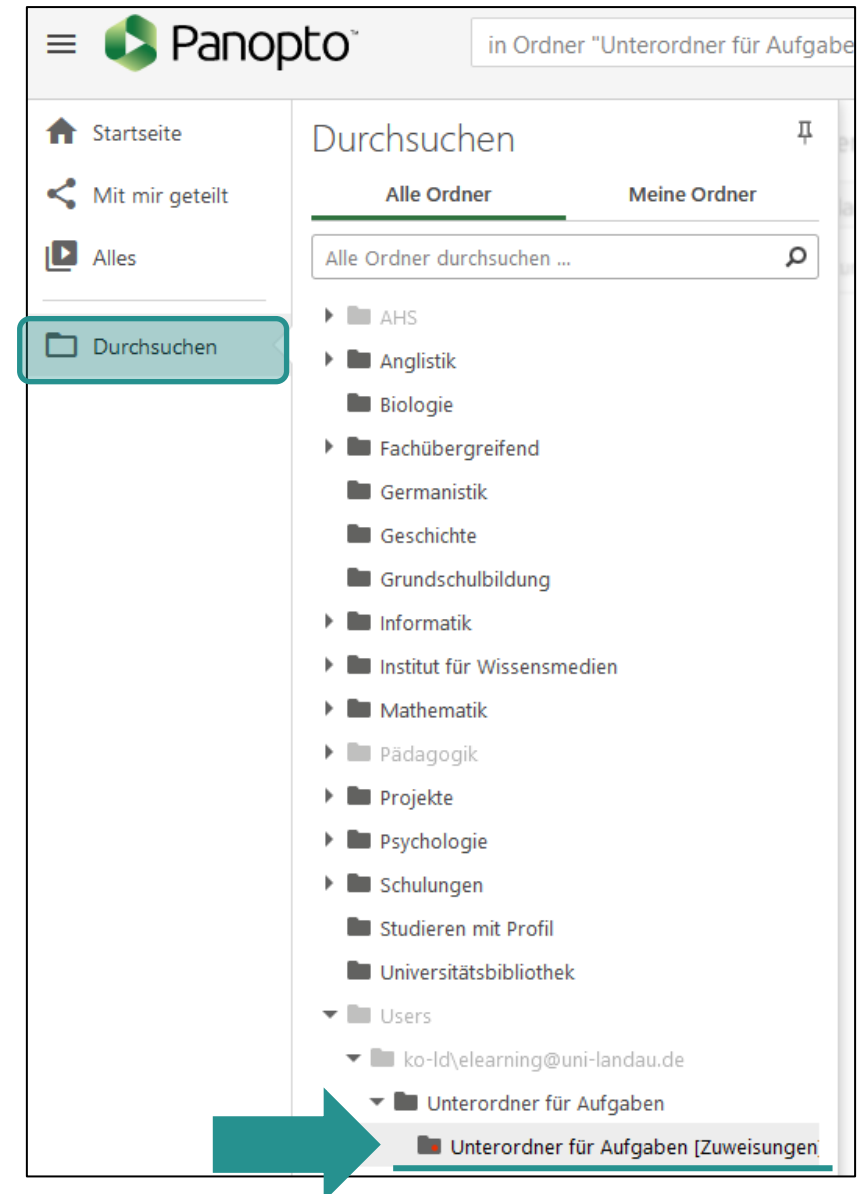 Panopto™
in Ordner "Unterordner für Aufgabe
Startseite
Mit mir geteilt
Alles
Durchsuchen
Durchsuchen
Alle Ordner Meine Ordner
Alle Ordner durchsuchen ...
AHS
Anglistik
Biologie
Fachübergreifend
Germanistik
Geschichte
Grundschulbildung
Informatik
Institut für Wissensmedien
Mathematik
Pädagogik
Projekte
Psychologie
Schulungen
Studieren mit Profil
Universitätsbibliothek
Users
ko-ld\elearning@uni-landau.de
Unterordner für Aufgaben
Unterordner für Aufgaben [Zuweisungen]